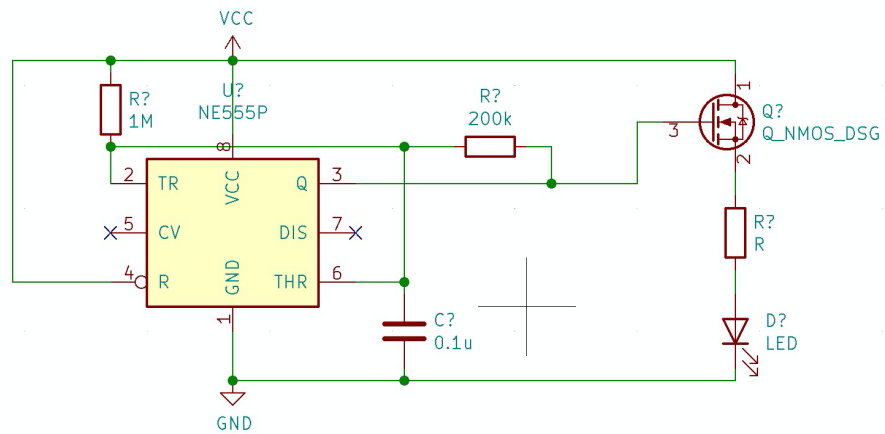 VCC
R?
1M
U?
NE555P
R?
200k
1
Q?
Q_NMOS_DSG
3
2
8
2
TR
VCC
Q
3
5
CV
DIS
7
4
R
GND
THR
6
1
R?
R
C?
0.1u
D?
LED
GND